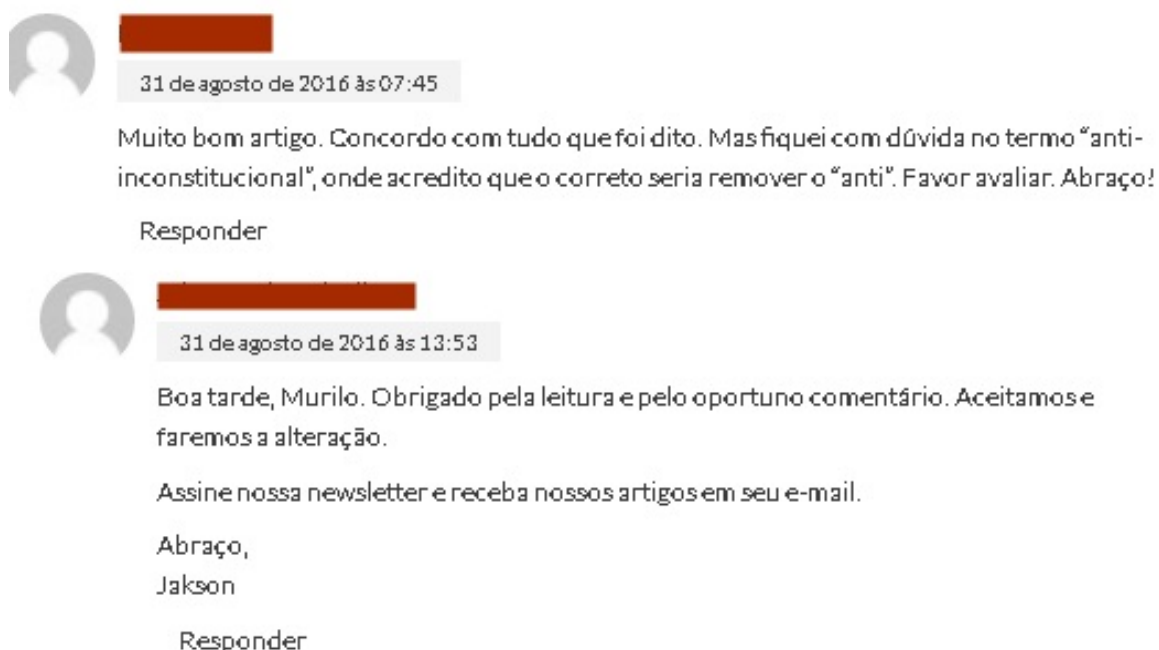 31 de agosto de 2016 às 07:45
Muito bom artigo. Concordo com tudo que foi dito. Mas fiquei com dúvida no termo “anti-
inconstitucional”, onde acredito que o correto seria remover o “anti”. Favor avaliar. Abraço!
Responder
31 de agosto de 2016 às 13:53
Boa tarde, Murilo. Obrigado pela leitura e pelo oportuno comentário. Aceitamos e
faremos a alteração.
Assine nossa newsletter e receba nossos artigos em seu e-mail.
Abraço,
Jakson
Responder